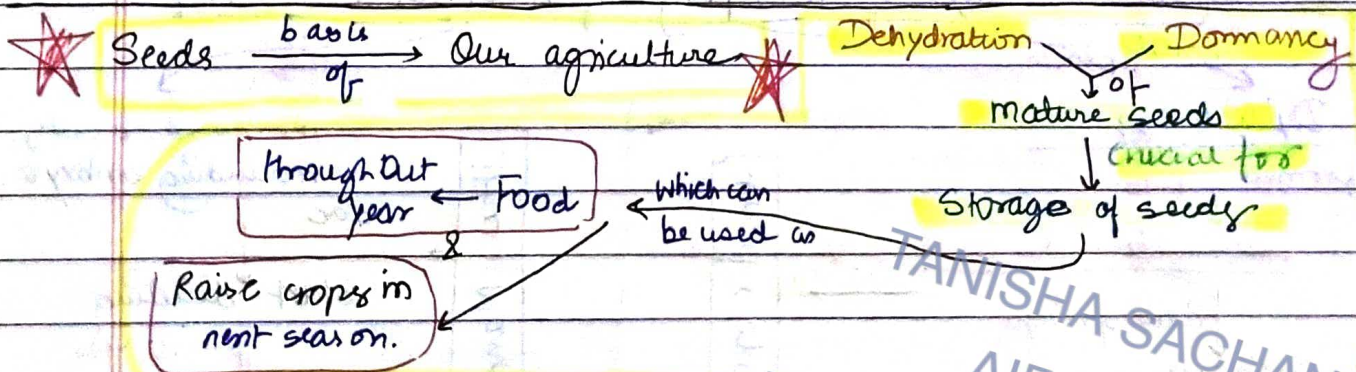 Seeds basis of → Our agriculture
Dehydration Dormancy
of
mature seeds
crucial for
Storage of seeds
which can
be used as
Food
throughOut
year
&
Raise crops in
next season.
TANISHA SACHAN
AIR